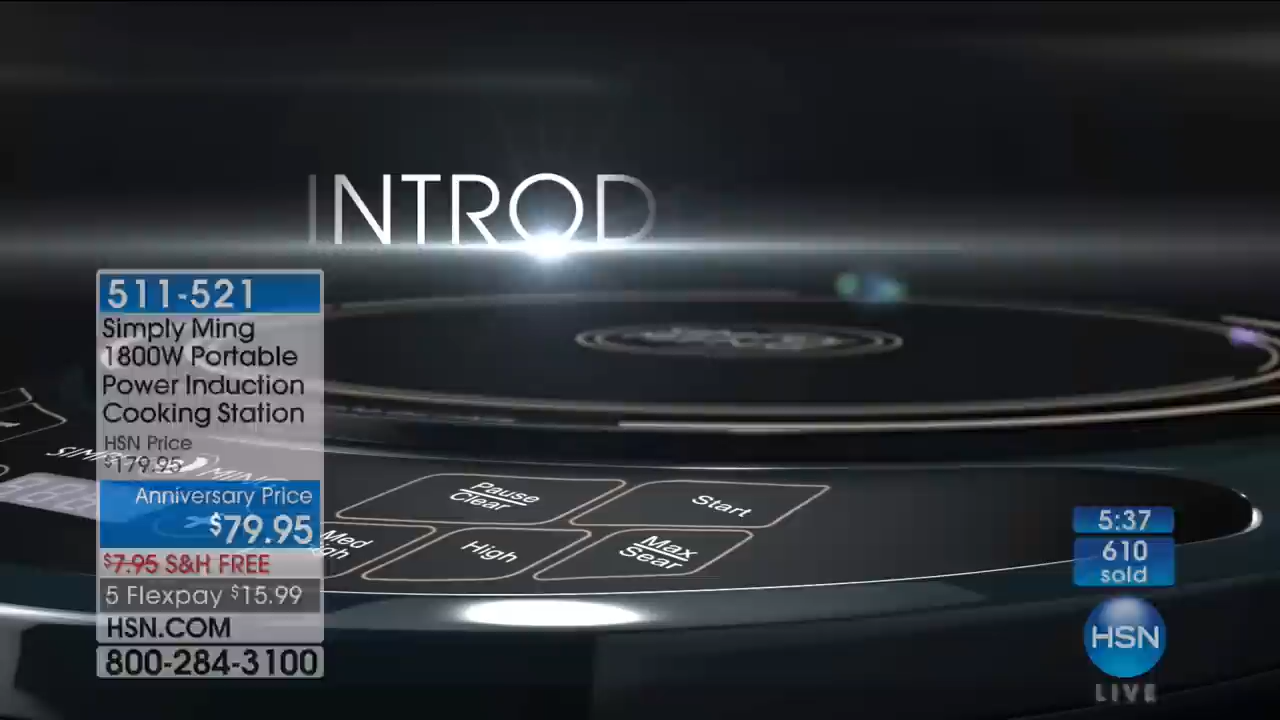 INTROD
511-521
Simply Ming
1800W Portable
Power Induction
Cooking Station
HSN Price
$179.95
Anniversary Price
$79.95
$7.95 S&H FREE
5 Flexpay $15.99
HSN.COM
800-284-3100
Pause
Clear
Start
Med
High
Max
Sear
5:37
610
sold
HSN
LIVE